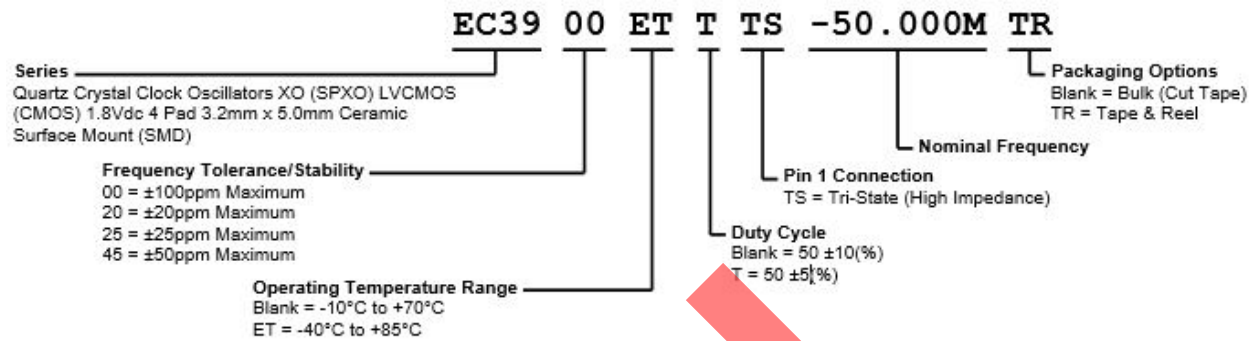 EC39 00 ET T TS -50.000M TR
Series
Quartz Crystal Clock Oscillators XO (SPXO) LVCMOS
(CMOS) 1.8Vdc 4 Pad 3.2mm x 5.0mm Ceramic
Surface Mount (SMD)
Frequency Tolerance/Stability
00 = ±100ppm Maximum
20 = ±20ppm Maximum
25 = ±25ppm Maximum
45 = ±50ppm Maximum
Operating Temperature Range
Blank = -10°C to +70°C
ET = -40°C to +85°C
Duty Cycle
Blank = 50 ±10(%)
T = 50 ±5(%)
Pin 1 Connection
TS = Tri-State (High Impedance)
Nominal Frequency
Packaging Options
Blank = Bulk (Cut Tape)
TR = Tape & Reel